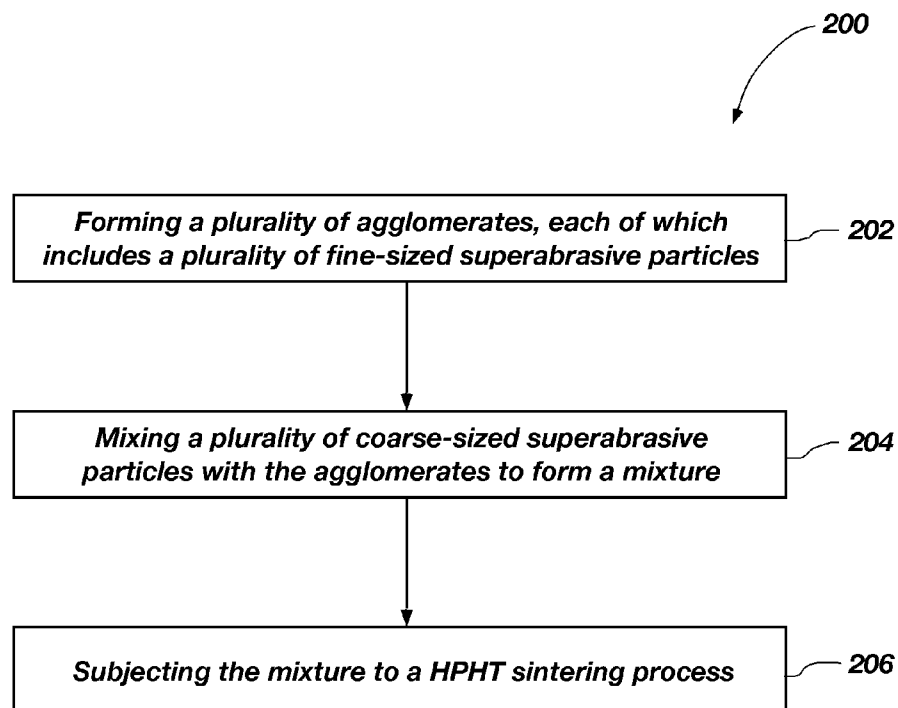 200
Forming a plurality of agglomerates, each of which
includes a plurality of fine-sized superabrasive particles
202
Mixing a plurality of coarse-sized superabrasive
particles with the agglomerates to form a mixture
204
Subjecting the mixture to a HPHT sintering process
206